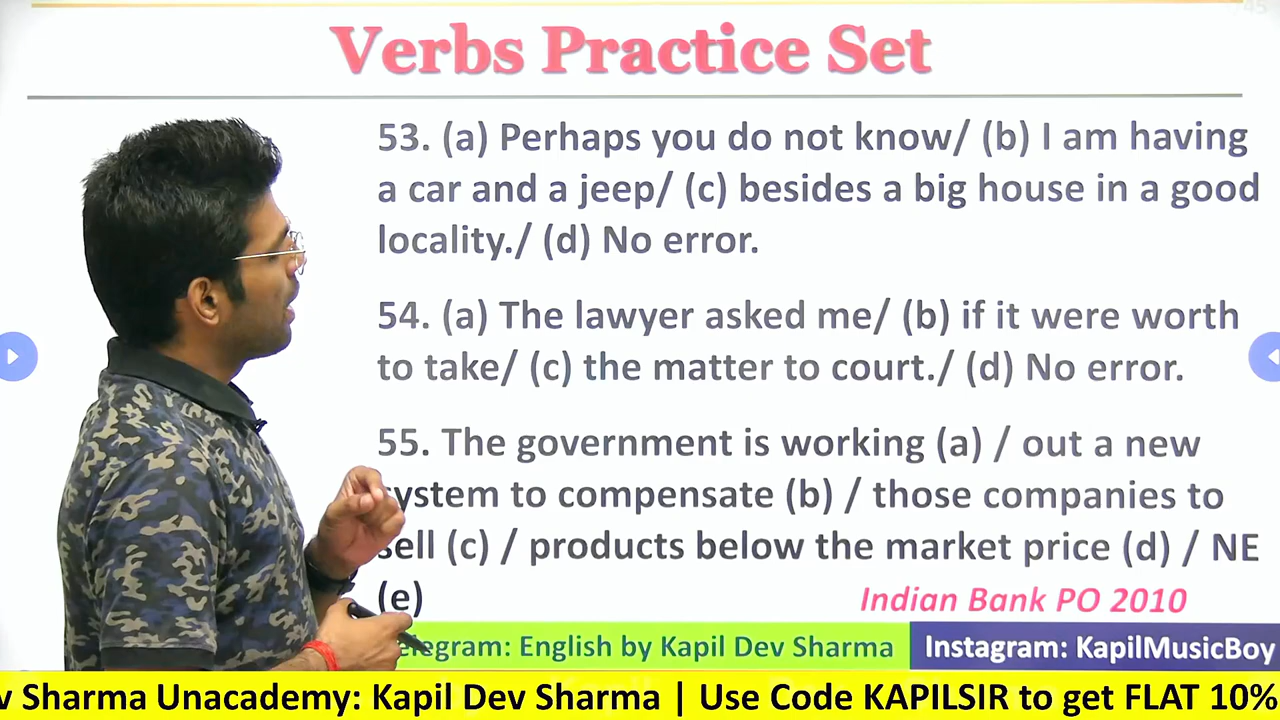 Verbs Practice Set
53. (a) Perhaps you do not know/ (b) I am having
a car and a jeep/ (c) besides a big house in a good
locality./ (d) No error.
54. (a) The lawyer asked me/ (b) if it were worth
to take/ (c) the matter to court./ (d) No error.
55. The government is working (a) / out a new
system to compensate (b) / those companies to
sell (c) / products below the market price (d) / NE
(e)
Indian Bank PO 2010
Telegram: English by Kapil Dev Sharma
Instagram: KapilMusicBoy
v Sharma Unacademy: Kapil Dev Sharma | Use Code KAPILSIR to get FLAT 10%